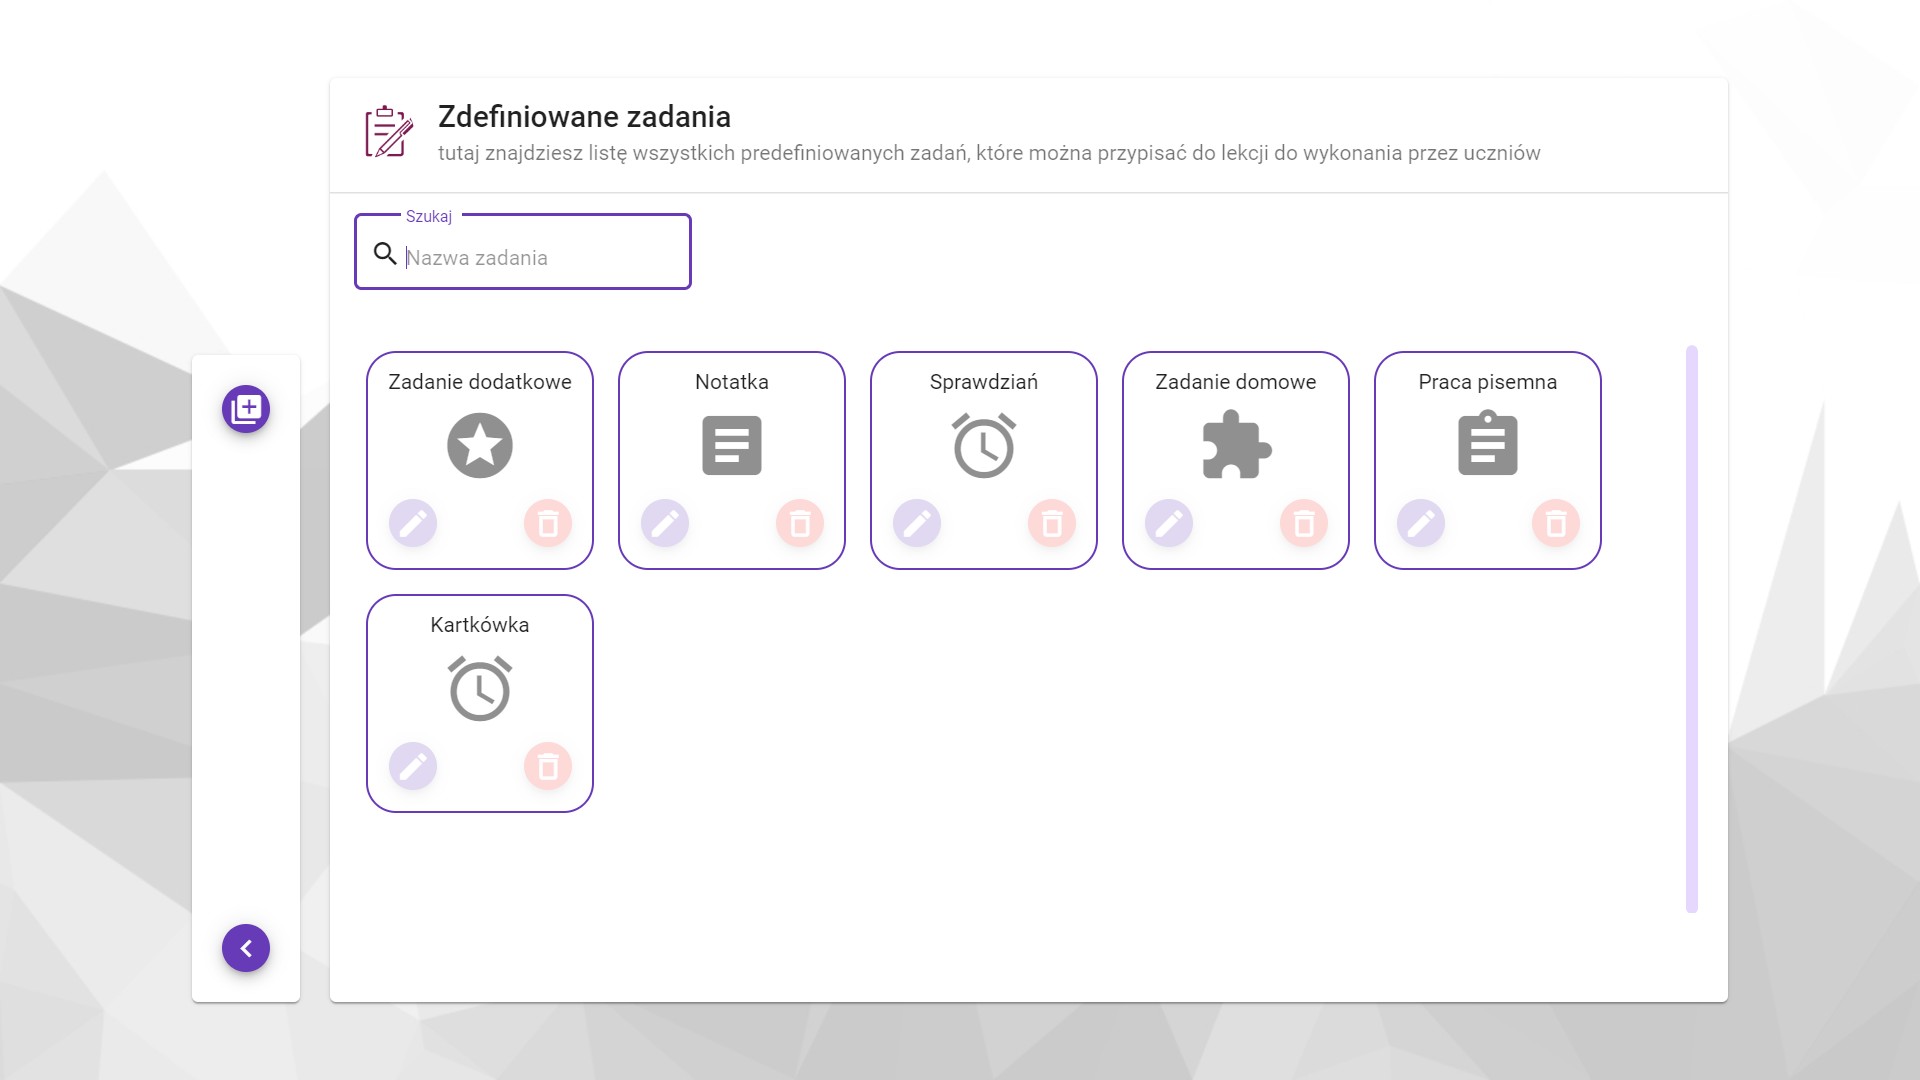 Zdefiniowane zadania
tutaj znajdziesz listę wszystkich predefiniowanych zadań, które można przypisać do lekcji do wykonania przez uczniów
Szukaj
Nazwa zadania
Zadanie dodatkowe
Notatka
Sprawdziań
Zadanie domowe
Praca pisemna
Kartkówka